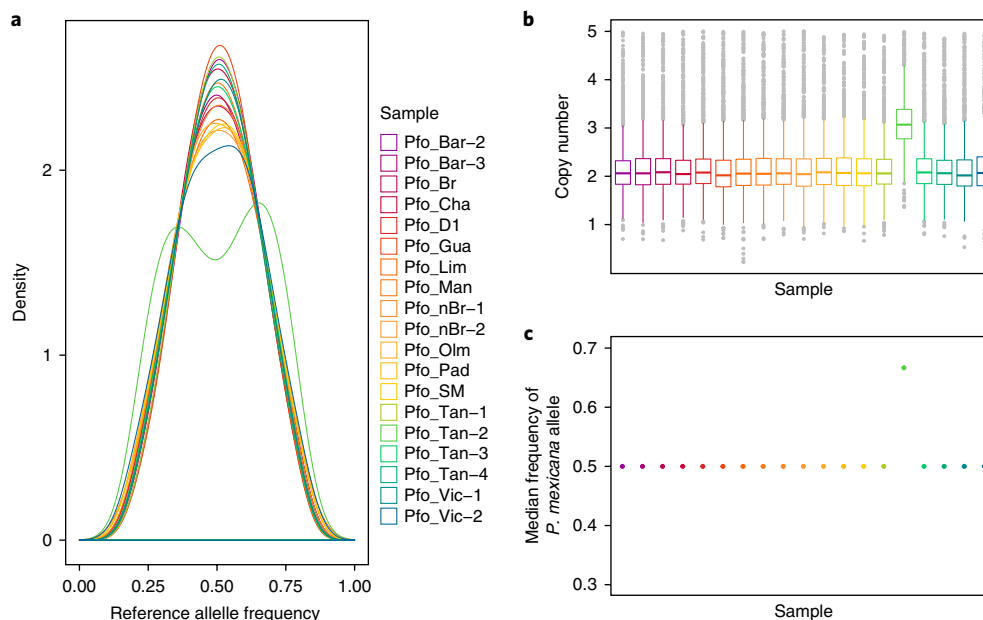 a
Density
2
1
0
0.00 0.25 0.50 0.75 1.00
Reference allelle frequency
Sample
Pfo_Bar−2
Pfo_Bar−3
Pfo_Br
Pfo_Cha
Pfo_D1
Pfo_Gua
Pfo_Lim
Pfo_Man
Pfo_nBr−1
Pfo_nBr−2
Pfo_Olm
Pfo_Pad
Pfo_SM
Pfo_Tan−1
Pfo_Tan−2
Pfo_Tan−3
Pfo_Tan−4
Pfo_Vic−1
Pfo_Vic−2
b
Copy number
5
4
3
2
1
Sample
c
Median frequency of
P. mexicana allele
0.7
0.6
0.5
0.4
0.3
Sample